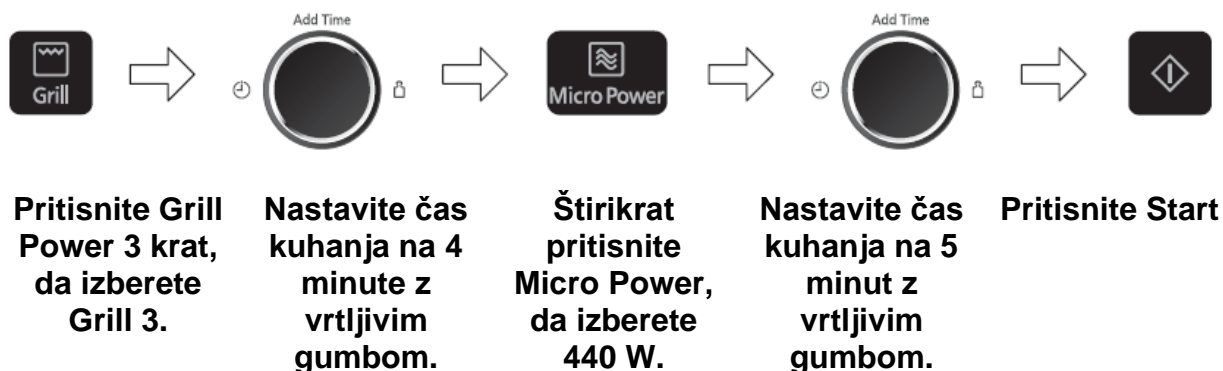 Add Time
Add Time
Grill
Micro Power
Pritisnite Grill
Power 3 krat,
da izberete
Grill 3.
Nastavite čas
kuhanja na 4
minute z
vrtljivim
gumbom.
Štirikrat
pritisnite
Micro Power,
da izberete
440 W.
Nastavite čas
kuhanja na 5
minut z
vrtljivim
gumbom.
Pritisnite Start